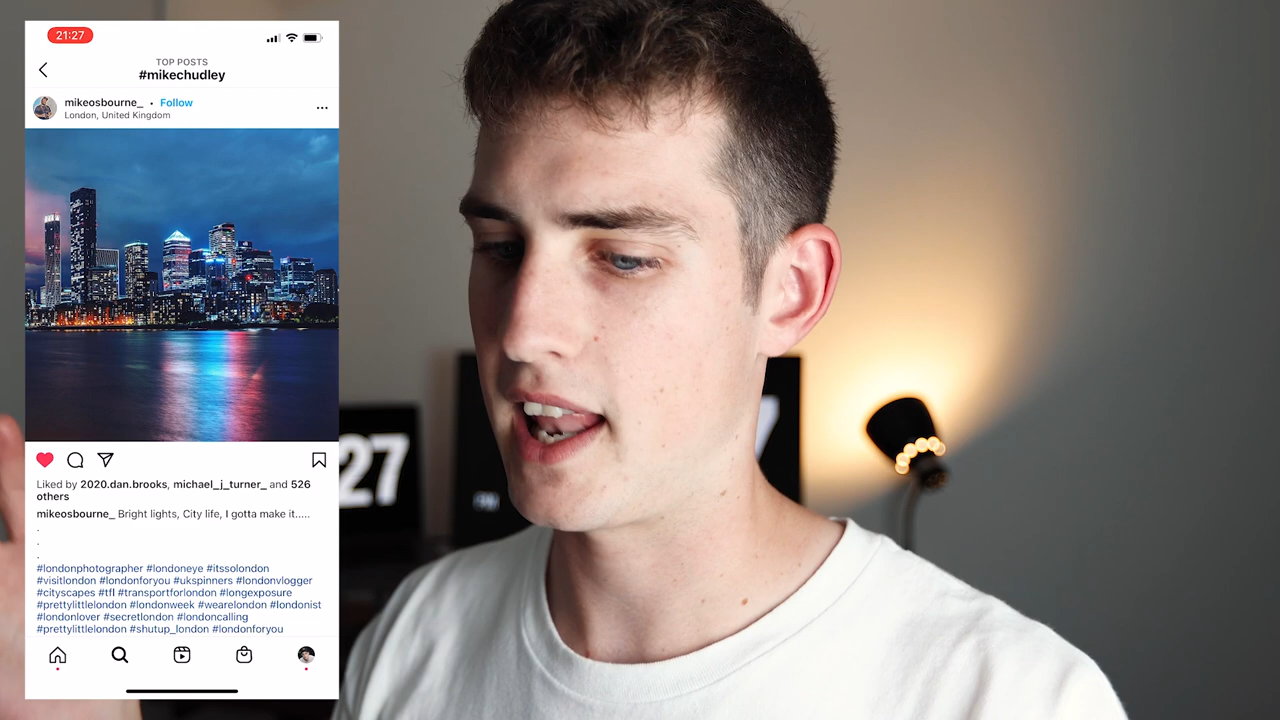 21:27
TOP POSTS
#mikechudley
mikeosbourne_ • Follow
London, United Kingdom
Liked by 2020.dan.brooks, michael_j_turner_ and 526
others
mikeosbourne_ Bright lights, City life, I gotta make it.....
.
.
.
#londonphotographer #londoneye #itssolondon
#visitlondon #londonforyou #ukspinners #londonvlogger
#cityscapes #tfl #transportforlondon #longexposure
#prettylittlelondon #londonweek #wearelondon #londonist
#londonlover #secretlondon #londoncalling
#prettylittlelondon #shutup_london #londonforyou
27
7
PM